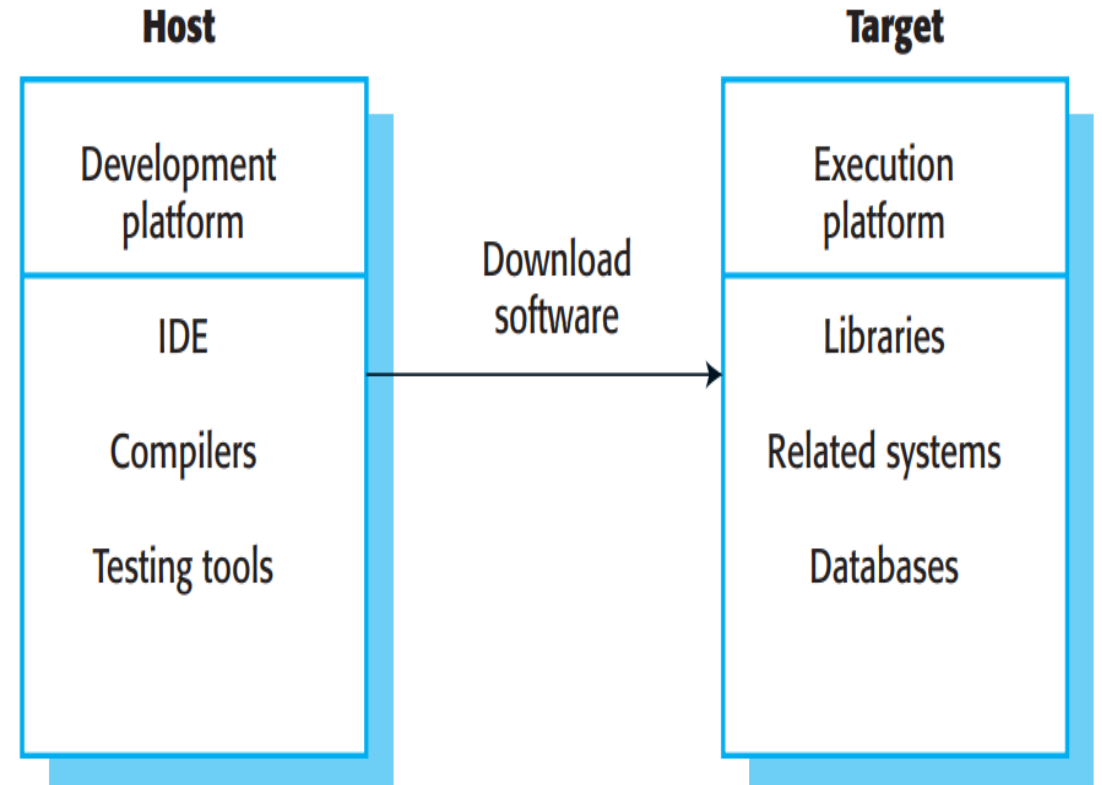 Host
Target
Development
platform
Execution
platform
Download
software
IDE
Compilers
Testing tools
Libraries
Related systems
Databases